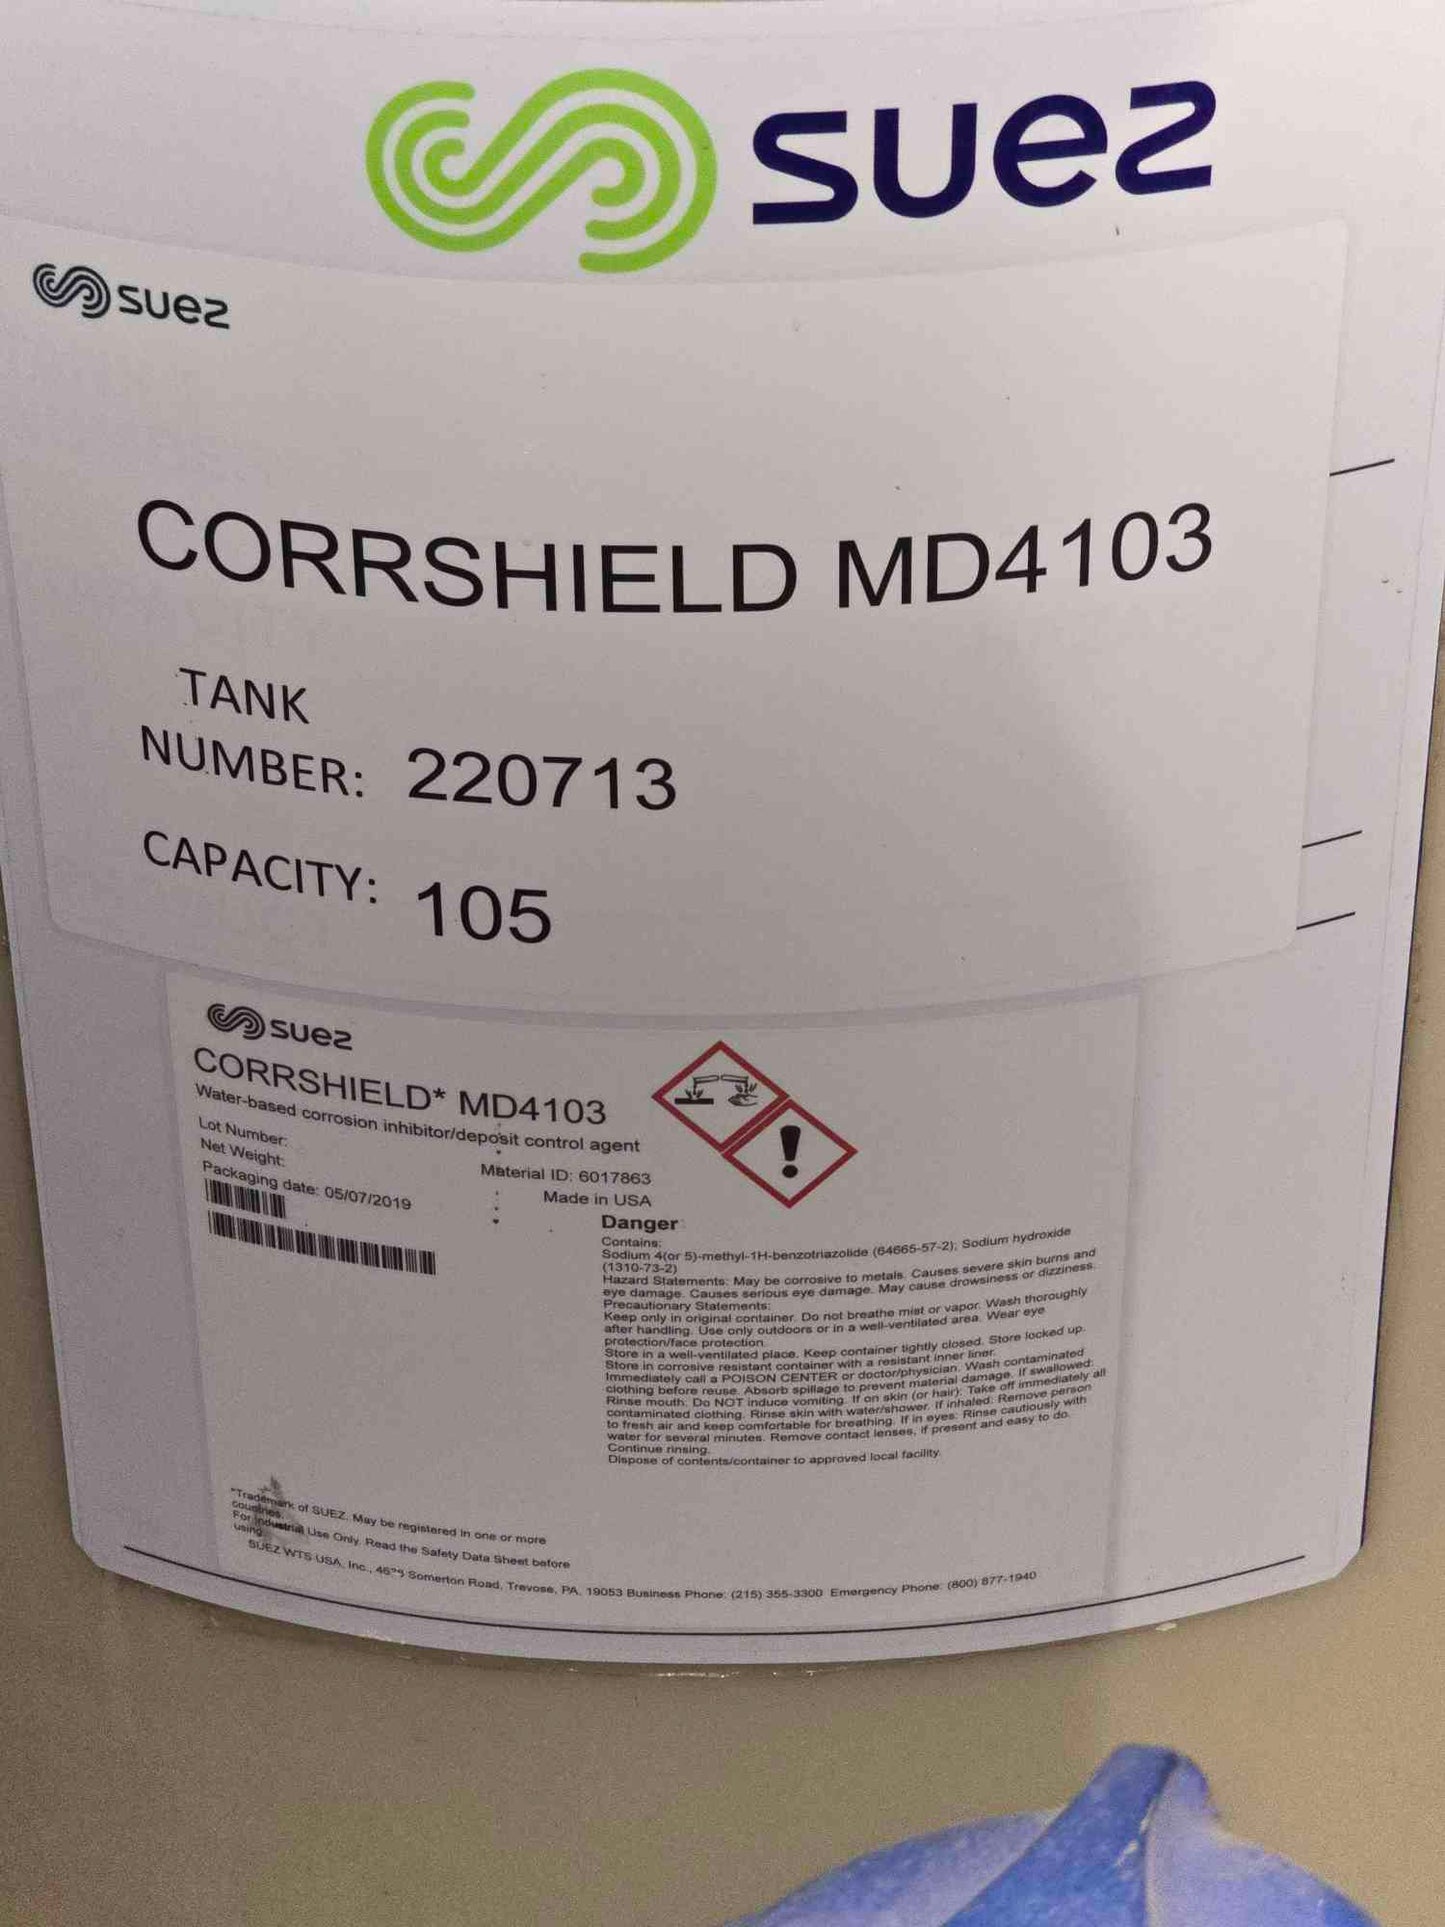 suez
suez
CORRSHIELD MD4103
TANK
NUMBER: 220713
CAPACITY: 105
suez
CORRSHIELD* MD4103
Water-based corrosion inhibitor/deposit control agent
Lot Number:
Net Weight:
Material ID: 6017863
Packaging date: 05/07/2019
Made in USA
Danger
Contains:
Sodium 4(or 5)-methyl-1H-benzotriazolide (64665-57-2); Sodium hydroxide
(1310-73-2)
Hazard Statements: May be corrosive to metals. Causes severe skin burns and
eye damage. Causes serious eye damage. May cause drowsiness or dizziness.
Precautionary Statements:
Keep only in original container. Do not breathe mist or vapor. Wash thoroughly
after handling. Use only outdoors or in a well-ventilated area. Wear eye
protection/face protection.
Store in a well-ventilated place. Keep container tightly closed. Store locked up.
Store in corrosive resistant container with a resistant inner liner.
Immediately call a POISON CENTER or doctor/physician. Wash contaminated
clothing before reuse. Absorb spillage to prevent material damage. If swallowed:
Rinse mouth. Do NOT induce vomiting. If on skin (or hair): Take off immediately all
contaminated clothing. Rinse skin with water/shower. If inhaled: Remove person
to fresh air and keep comfortable for breathing. If in eyes: Rinse cautiously with
water for several minutes. Remove contact lenses, if present and easy to do.
Continue rinsing.
Dispose of contents/container to approved local facility.
*Trademark of SUEZ. May be registered in one or more
countries.
For Industrial Use Only. Read the Safety Data Sheet before
using.
SUEZ WTS USA, Inc., Somerton Road, Trevose, PA, 19053 Business Phone: (215) 355-3300 Emergency Phone: (800) 877-1940